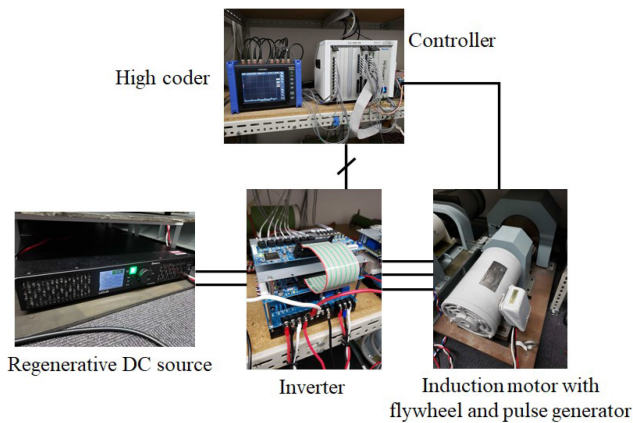 Controller
High coder
Regenerative DC source
Inverter
Induction motor with
flywheel and pulse generator